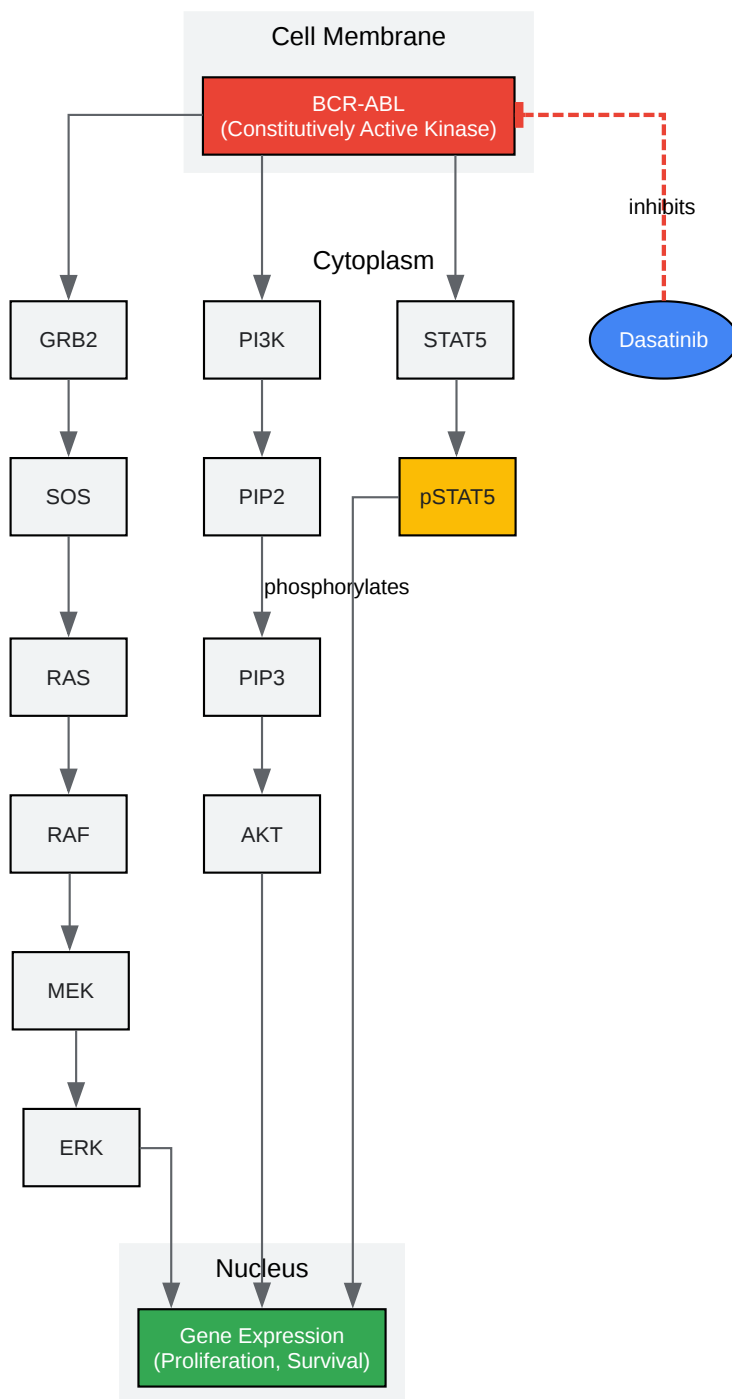 Cell Membrane
BCR-ABL
(Constitutively Active Kinase)
inhibits
Cytoplasm
GRB2
PI3K
STAT5
Dasatinib
SOS
PIP2
pSTAT5
phosphorylates
RAS
PIP3
RAF
AKT
MEK
ERK
Nucleus
Gene Expression
(Proliferation, Survival)